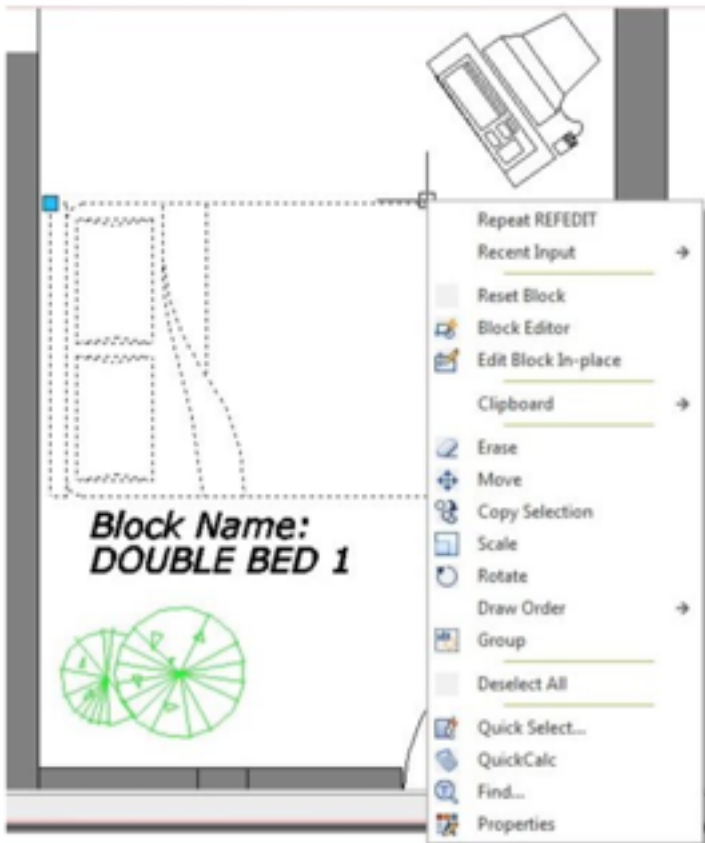 Repeat REFEDIT
Recent Input
Reset Block
Block Editor
Edit Block In-place
Clipboard
Erase
Move
Copy Selection
Scale
Rotate
Draw Order
Group
Deselect All
Quick Select...
QuickCalc
Find...
Properties
Block Name:
DOUBLE BED 1